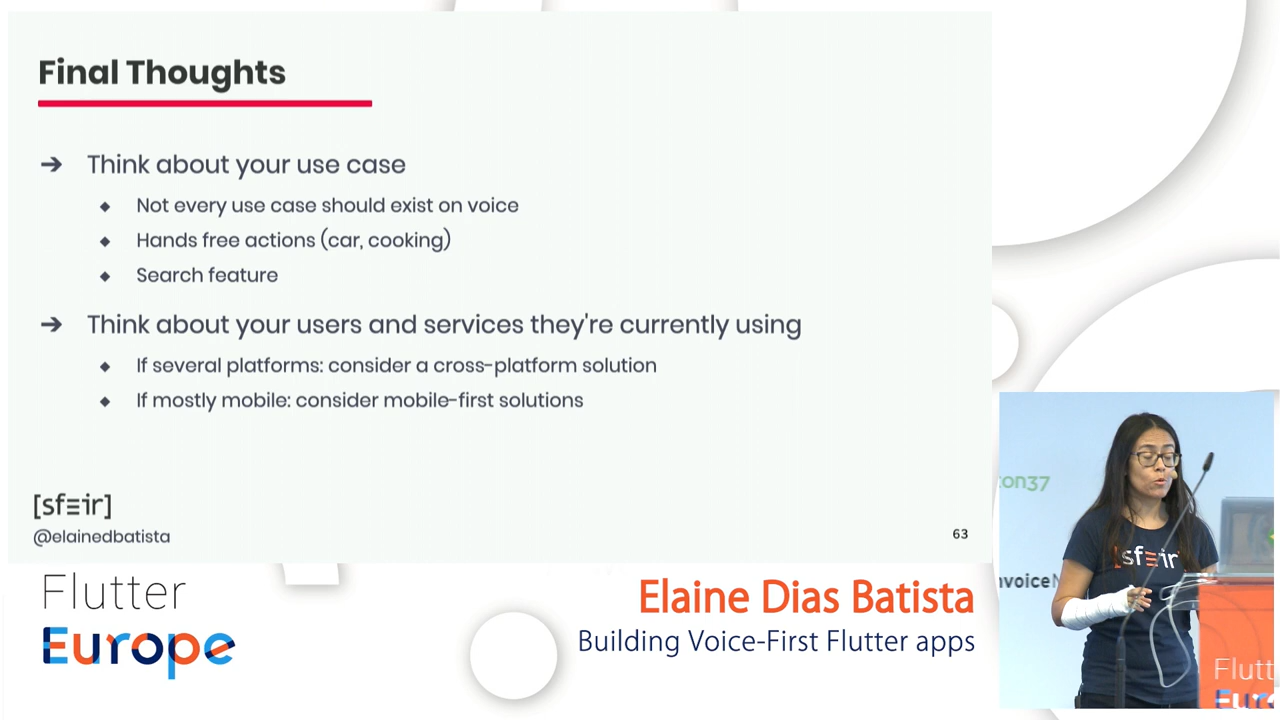 Final Thoughts
➔ Think about your use case
◆ Not every use case should exist on voice
◆ Hands free actions (car, cooking)
◆ Search feature
➔ Think about your users and services they're currently using
◆ If several platforms: consider a cross-platform solution
◆ If mostly mobile: consider mobile-first solutions
[sfeir]
@elainedbatista
63
Flutter
Europe
Elaine Dias Batista
Building Voice-First Flutter apps
[sfeir]
Flutt